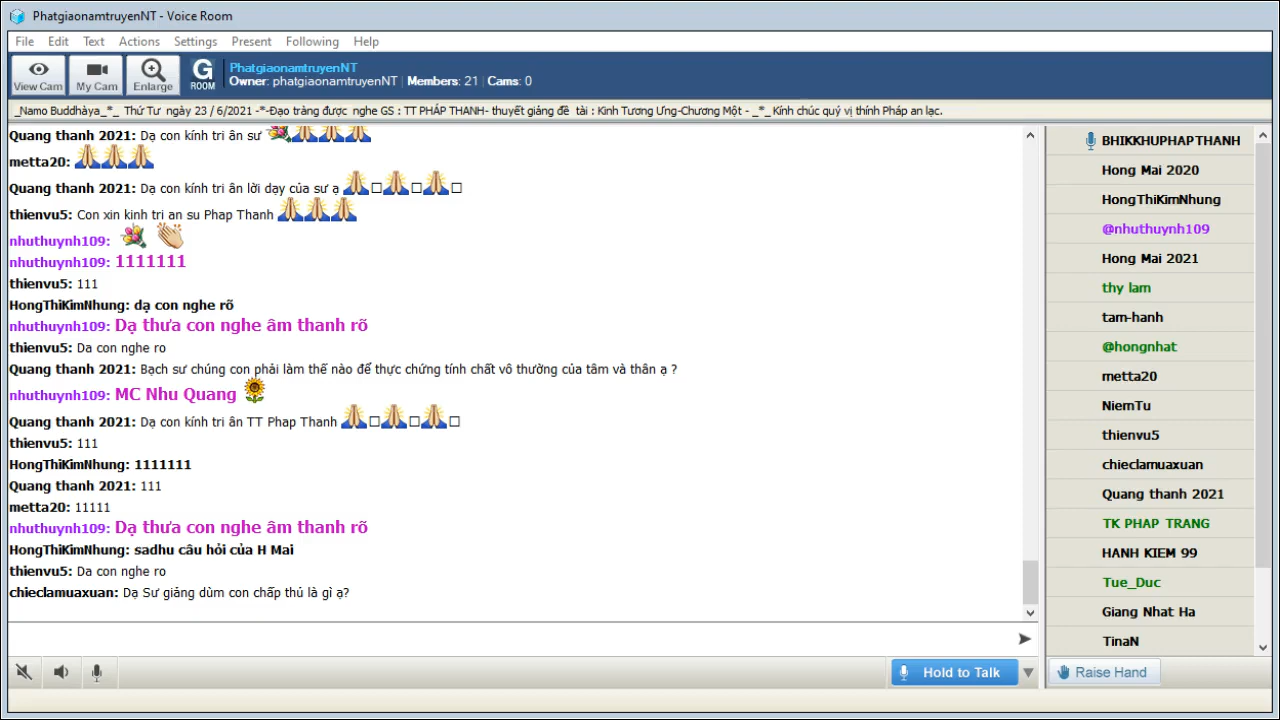 PhatgiaonamtruyenNT - Voice Room
File Edit Text Actions Settings Present Following Help
View Cam My Cam Enlarge G ROOM
PhatgiaonamtruyenNT
Owner: phatgiaonamtruyenNT | Members: 21 | Cams: 0
_Namo Buddhàya_*_ Thứ Tư ngày 23 / 6/2021 -*-Đạo tràng được nghe GS : TT PHÁP THANH- thuyết giảng đề tài : Kinh Tương Ưng-Chương Một - _*_ Kính chúc quý vị thính Pháp an lạc.
Quang thanh 2021: Dạ con kính tri ân sư
metta20:
Quang thanh 2021: Dạ con kính tri ân lời dạy của sư ạ
thienvu5: Con xin kinh tri an su Phap Thanh
nhuthuynh109:
nhuthuynh109: 1111111
thienvu5: 111
HongThiKimNhung: dạ con nghe rõ
nhuthuynh109: Dạ thưa con nghe âm thanh rõ
thienvu5: Da con nghe ro
Quang thanh 2021: Bạch sư chúng con phải làm thế nào để thực chứng tính chất vô thường của tâm và thân ạ ?
nhuthuynh109: MC Nhu Quang
Quang thanh 2021: Dạ con kính tri ân TT Phap Thanh
thienvu5: 111
HongThiKimNhung: 1111111
Quang thanh 2021: 111
metta20: 11111
nhuthuynh109: Dạ thưa con nghe âm thanh rõ
HongThiKimNhung: sadhu câu hỏi của H Mai
thienvu5: Da con nghe ro
chieclamuaxuan: Dạ Sư giảng dùm con chấp thủ là gì ạ?
BHIKKHUPHAPTHANH
Hong Mai 2020
HongThiKimNhung
@nhuthuynh109
Hong Mai 2021
thy lam
tam-hanh
@hongnhat
metta20
NiemTu
thienvu5
chieclamuaxuan
Quang thanh 2021
TK PHAP TRANG
HANH KIEM 99
Tue_Duc
Giang Nhat Ha
TinaN
Hold to Talk
Raise Hand